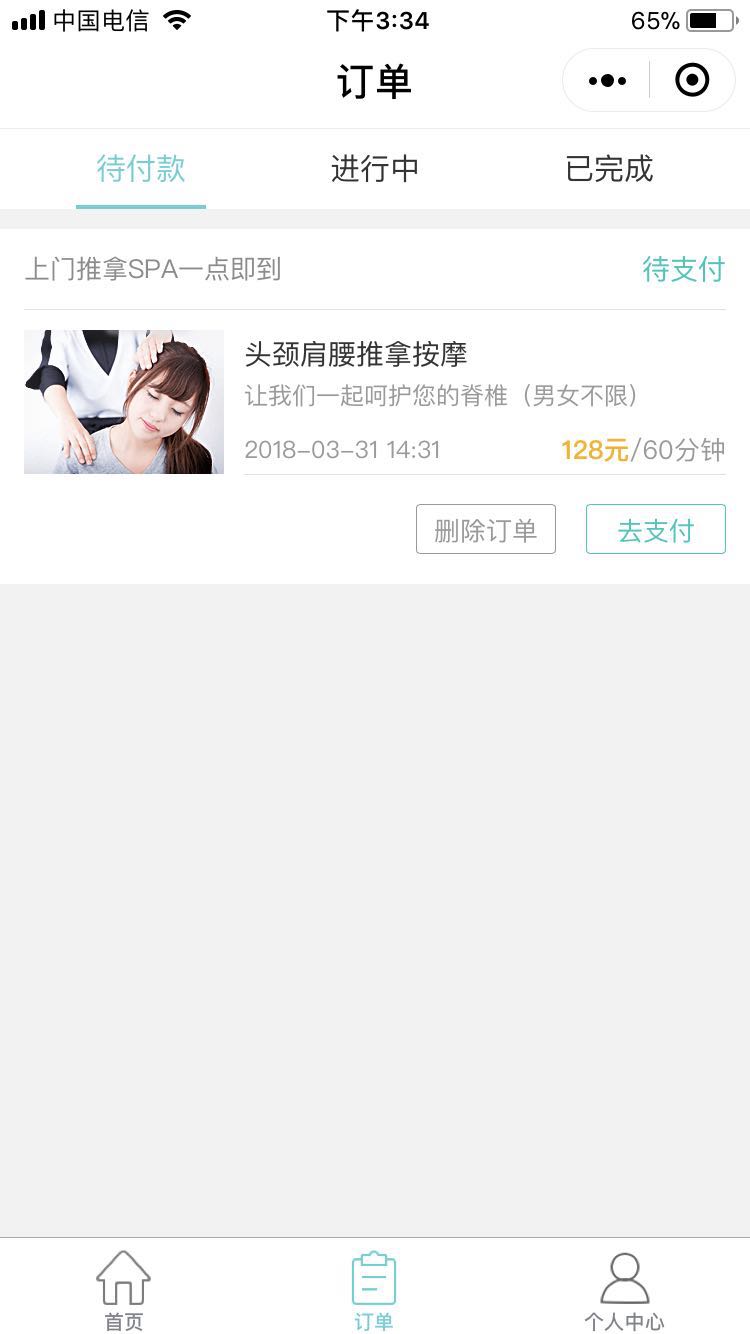 中国电信 下午3:34 65%
订单
待付款 进行中 已完成
上门推拿SPA一点即到 待支付
头颈肩腰推拿按摩
让我们一起呵护您的脊椎（男女不限）
2018-03-31 14:31 128元/60分钟
删除订单 去支付
首页 订单 个人中心